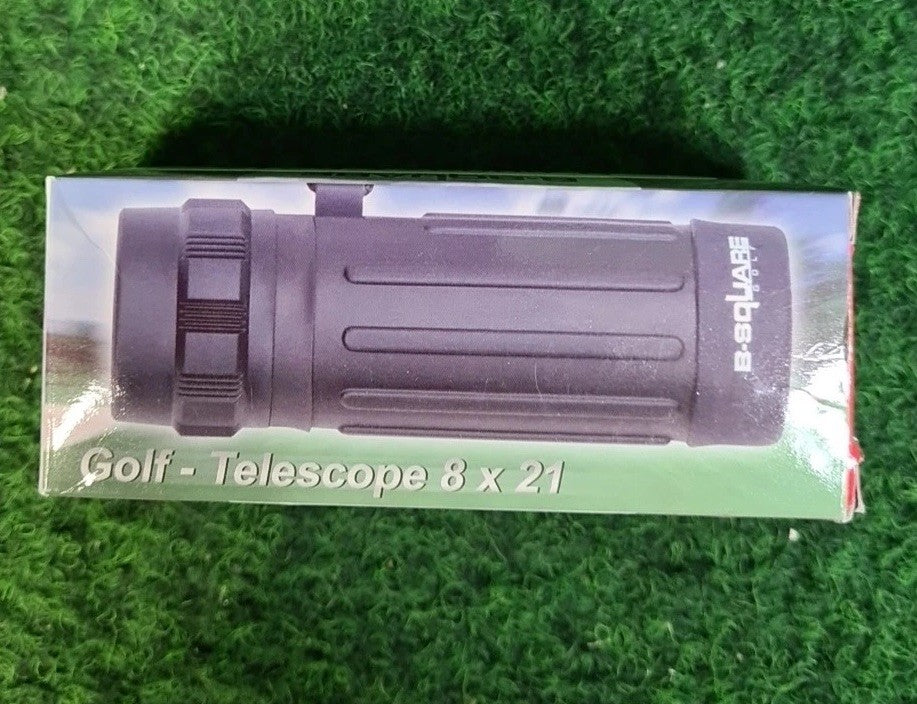 B-SQUARE
GOLF
Golf - Telescope 8 x 21